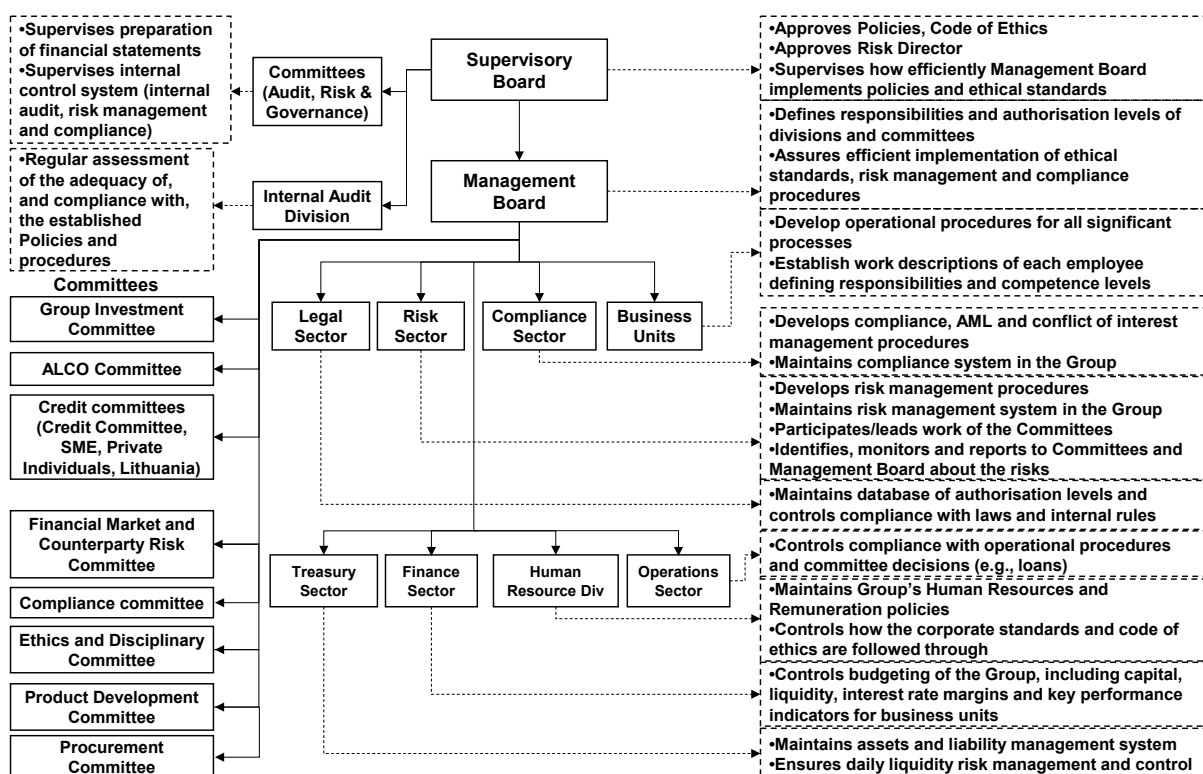 •Supervises preparation
of financial statements
•Supervises internal
control system (internal
audit, risk management
and compliance)
•Regular assessment
of the adequacy of,
and compliance with,
the established
Policies and
procedures
Committees
(Audit, Risk &
Governance)
Internal Audit
Division
Supervisory
Board
Management
Board
•Approves Policies, Code of Ethics
•Approves Risk Director
•Supervises how efficiently Management Board
implements policies and ethical standards
•Defines responsibilities and authorisation levels of
divisions and committees
•Assures efficient implementation of ethical
standards, risk management and compliance
procedures
•Develop operational procedures for all significant
processes
•Establish work descriptions of each employee
defining responsibilities and competence levels
Committees
Group Investment
Committee
ALCO Committee
Credit committees
(Credit Committee,
SME, Private
Individuals, Lithuania)
Financial Market and
Counterparty Risk
Committee
Compliance committee
Ethics and Disciplinary
Committee
Product Development
Committee
Procurement
Committee
Legal
Sector
Risk
Sector
Compliance
Sector
Business
Units
•Develops compliance, AML and conflict of interest
management procedures
•Maintains compliance system in the Group
•Develops risk management procedures
•Maintains risk management system in the Group
•Participates/leads work of the Committees
•Identifies, monitors and reports to Committees and
Management Board about the risks
•Maintains database of authorisation levels and
controls compliance with laws and internal rules
Treasury
Sector
Finance
Sector
Human
Resource Div
Operations
Sector
•Controls compliance with operational procedures
and committee decisions (e.g., loans)
•Maintains Group's Human Resources and
Remuneration policies
•Controls how the corporate standards and code of
ethics are followed through
•Controls budgeting of the Group, including capital,
liquidity, interest rate margins and key performance
indicators for business units
•Maintains assets and liability management system
•Ensures daily liquidity risk management and control